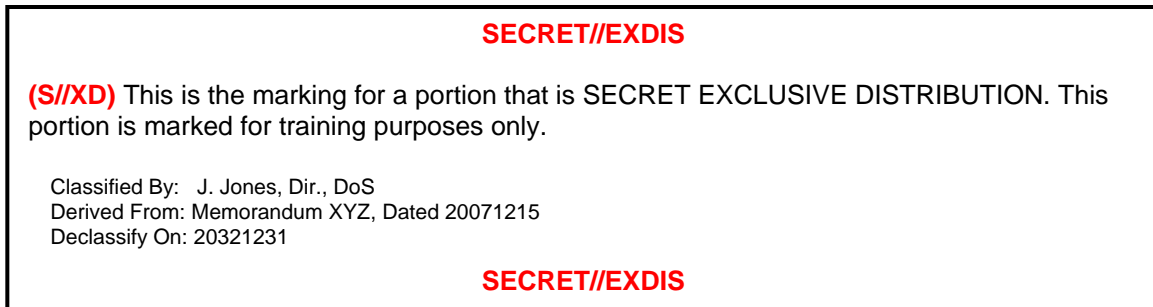 SECRET//EXDIS
(S//XD) This is the marking for a portion that is SECRET EXCLUSIVE DISTRIBUTION. This
portion is marked for training purposes only.
Classified By: J. Jones, Dir., DoS
Derived From: Memorandum XYZ, Dated 20071215
Declassify On: 20321231
SECRET//EXDIS